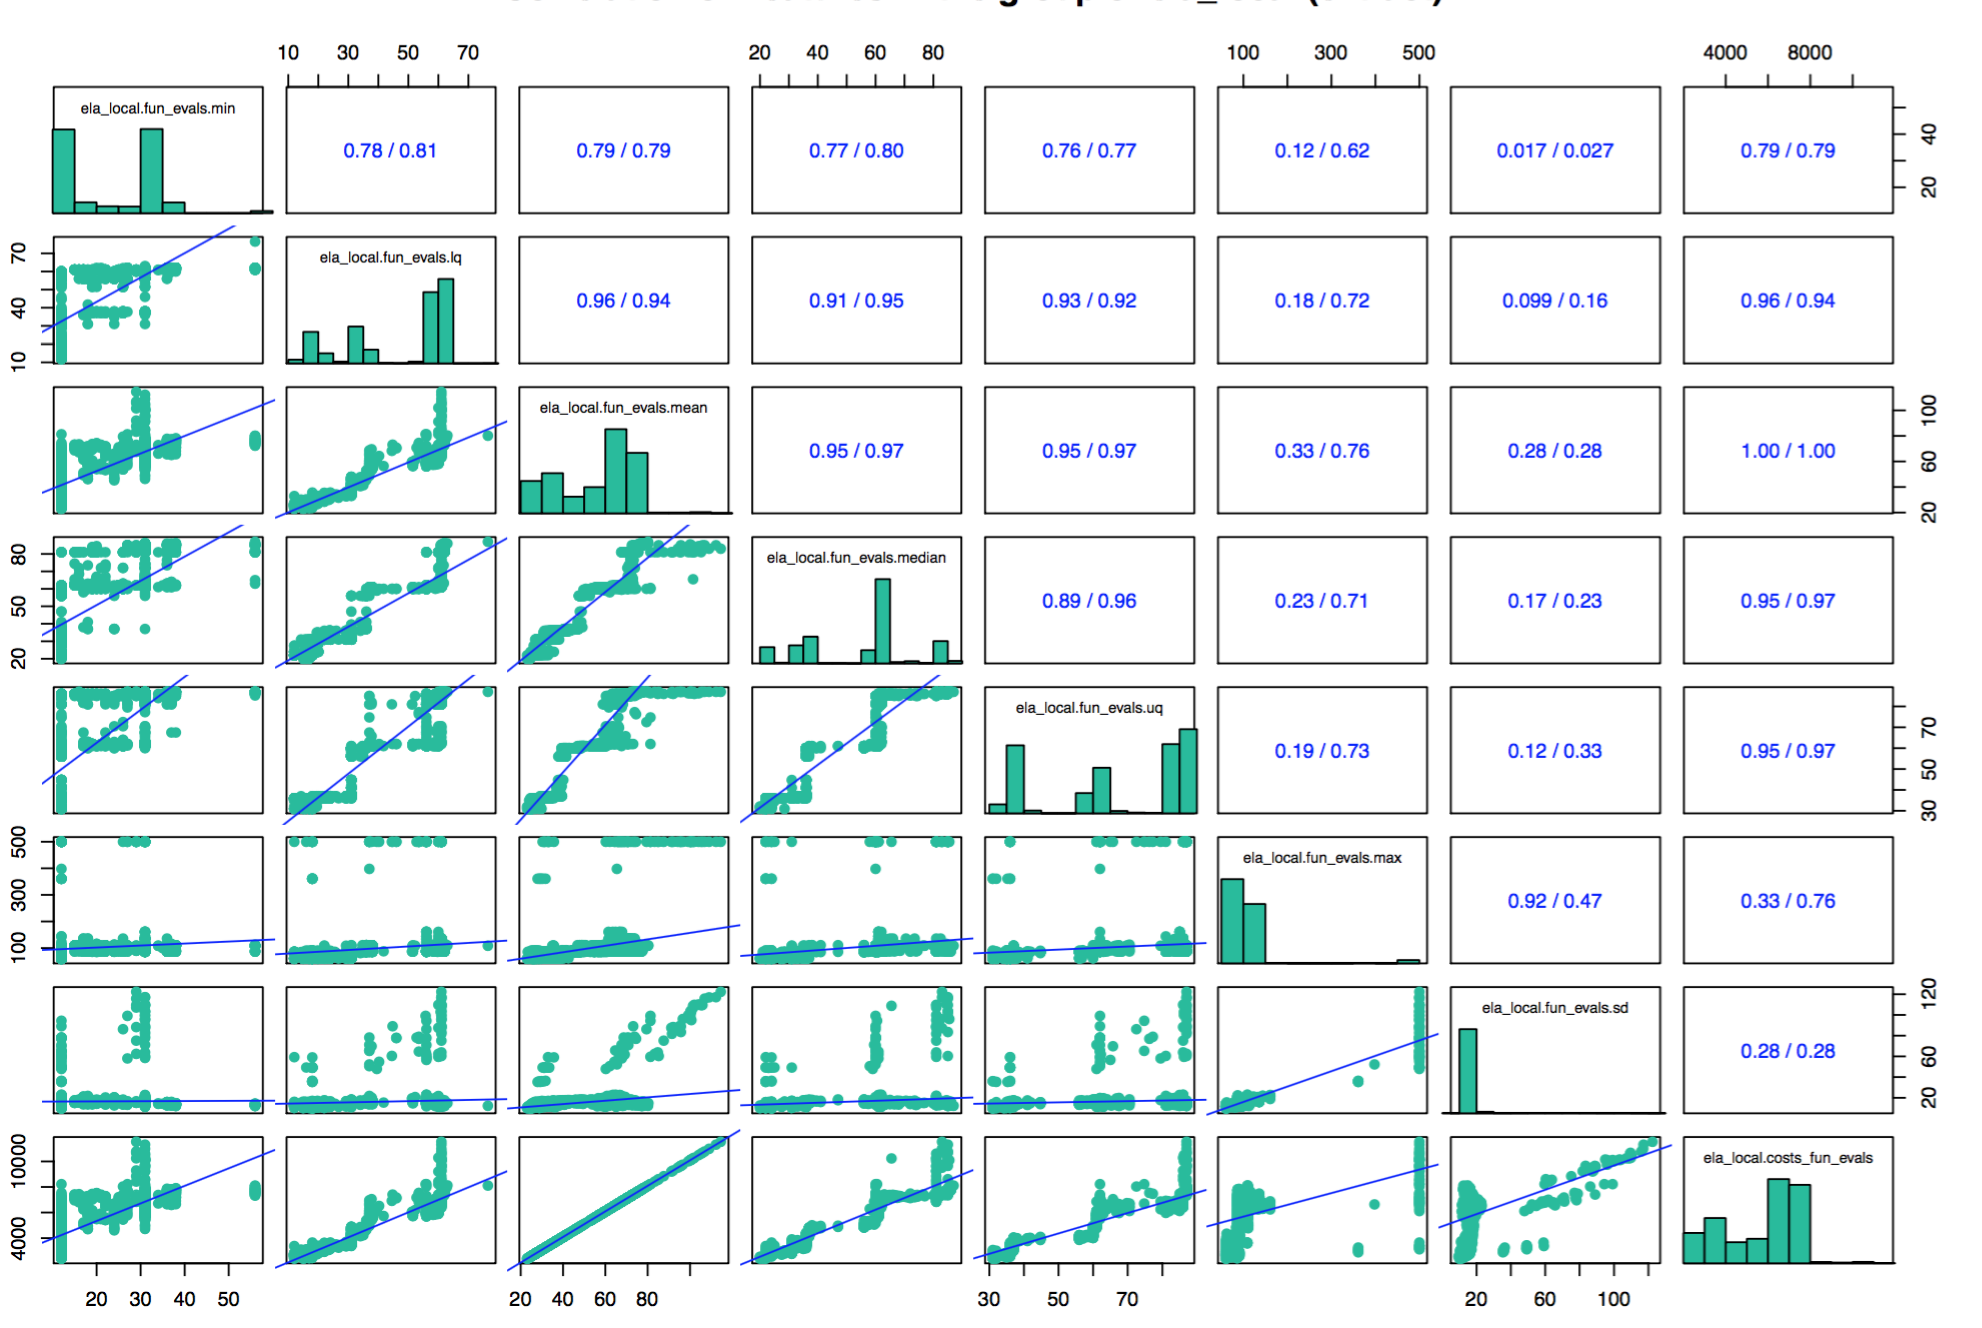 10 30 50 70 20 40 60 80 100 300 500 4000 8000
ela_local.fun_evals.min 0.78 / 0.81 0.79 / 0.79 0.77 / 0.80 0.76 / 0.77 0.12 / 0.62 0.017 / 0.027 0.79 / 0.79 20 40
10 40 70 ela_local.fun_evals.lq 0.96 / 0.94 0.91 / 0.95 0.93 / 0.92 0.18 / 0.72 0.099 / 0.16 0.96 / 0.94
ela_local.fun_evals.mean 0.95 / 0.97 0.95 / 0.97 0.33 / 0.76 0.28 / 0.28 1.00 / 1.00 20 60 100
20 50 80 ela_local.fun_evals.median 0.89 / 0.96 0.23 / 0.71 0.17 / 0.23 0.95 / 0.97
ela_local.fun_evals.uq 0.19 / 0.73 0.12 / 0.33 0.95 / 0.97 30 50 70
100 300 500 ela_local.fun_evals.max 0.92 / 0.47 0.33 / 0.76
ela_local.fun_evals.sd 0.28 / 0.28 20 60 120
4000 10000 ela_local.costs_fun_evals
20 30 40 50 20 40 60 80 30 50 70 20 60 100